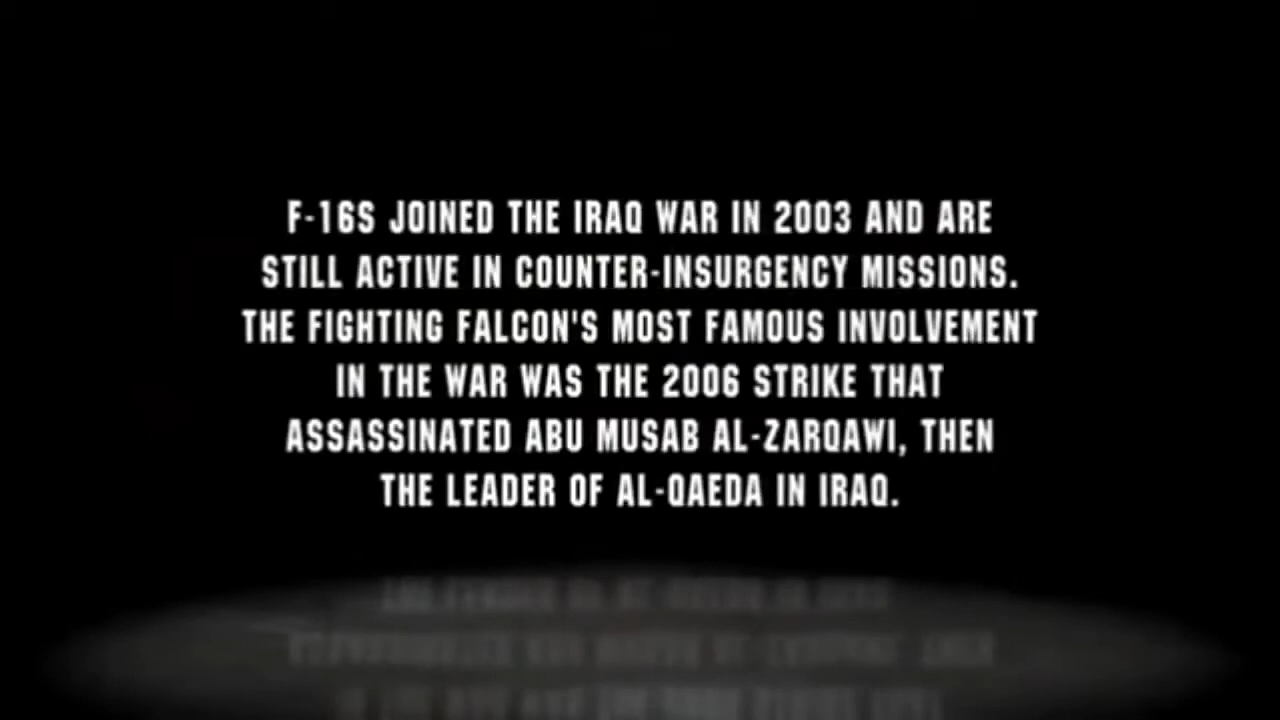 F-16S JOINED THE IRAQ WAR IN 2003 AND ARE
STILL ACTIVE IN COUNTER-INSURGENCY MISSIONS.
THE FIGHTING FALCON'S MOST FAMOUS INVOLVEMENT
IN THE WAR WAS THE 2006 STRIKE THAT
ASSASSINATED ABU MUSAB AL-ZARQAWI, THEN
THE LEADER OF AL-QAEDA IN IRAQ.